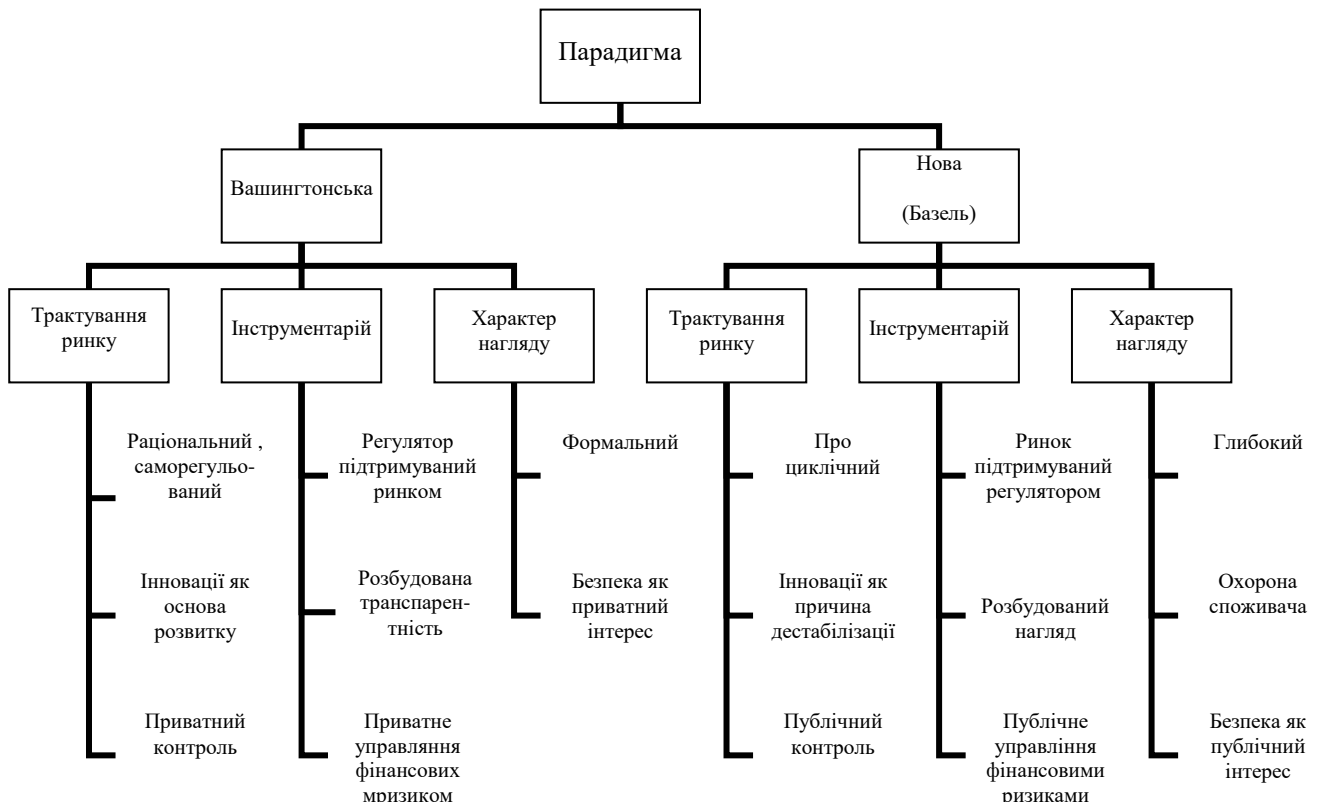 Парадигма
Вашингтонська
Нова
(Базель)
Трактування
ринку
Інструментарій
Характер
нагляду
Трактування
ринку
Інструментарій
Характер
нагляду
Раціональний ,
саморегульо-
ваний
Інновації як
основа
розвитку
Приватний
контроль
Регулятор
підтримуваний
ринком
Розбудована
транспарен-
тність
Приватне
управляння
фінансових
мризиком
Формальний
Безпека як
приватний
інтерес
Про
циклічний
Інновації як
причина
дестабілізації
Публічний
контроль
Ринок
підтримуваний
регулятором
Розбудований
нагляд
Публічне
управління
фінансовими
ризиками
Глибокий
Охорона
споживача
Безпека як
публічний
інтерес